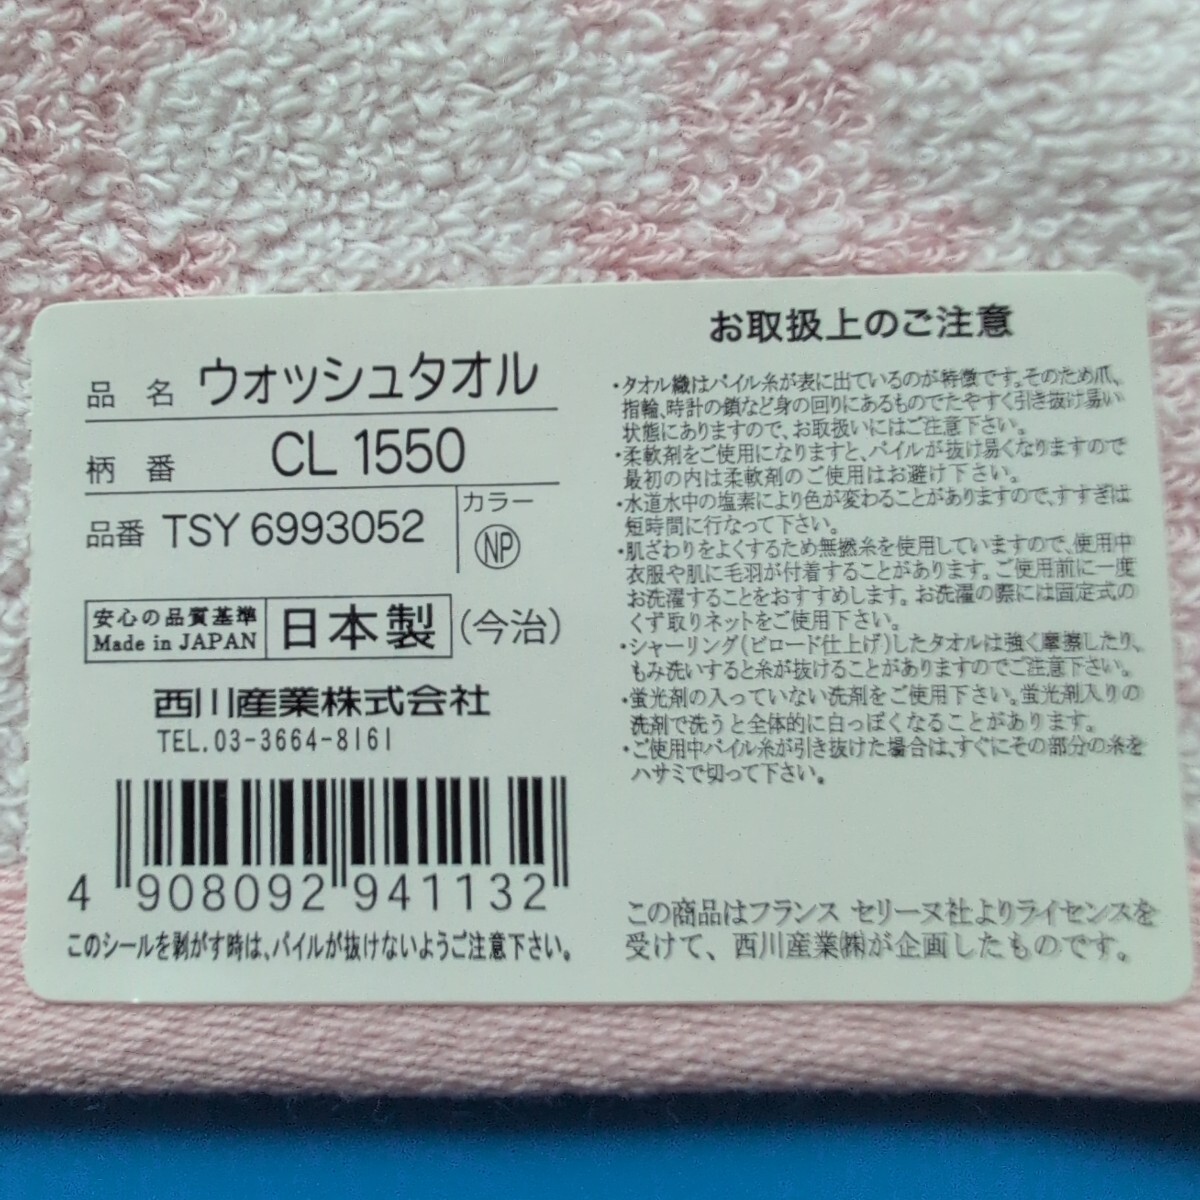 品名 ウォッシュタオル
柄番 CL 1550
品番 TSY 6993052
カラー
NP
安心の品質基準
Made in JAPAN
日本製(今治)
西川産業株式会社
TEL.03-3664-8161
4 908092 941132
このシールを剥がす時は、パイルが抜けないようご注意下さい。
お取扱上のご注意
・タオル織はパイル糸が表に出ているのが特徴です。そのため爪、
指輪、時計の鎖など身の回りにあるものでたやすく引き抜け易い
状態にありますので、お取扱いにはご注意下さい。
・柔軟剤をご使用になりますと、パイルが抜け易くなりますので
最初の内は柔軟剤のご使用はお避け下さい。
・水道水中の塩素により色が変わることがありますので、すすぎは
短時間に行なって下さい。
・肌ざわりをよくするため無撚糸を使用していますので、使用中
衣服や肌に毛羽が付着することがあります。ご使用前に一度
お洗濯することをおすすめします。お洗濯の際には固定式の
くず取りネットをご使用下さい。
・シャーリング(ビロード仕上げ)したタオルは強く摩擦したり、
もみ洗いすると糸が抜けることがありますのでご注意下さい。
・蛍光剤の入っていない洗剤をご使用下さい。蛍光剤入りの
洗剤で洗うと全体的に白っぽくなることがあります。
・ご使用中パイル糸が引き抜けた場合は、すぐにその部分の糸を
ハサミで切って下さい。
この商品はフランス セリーヌ社よりライセンスを
受けて、西川産業㈱が企画したものです。